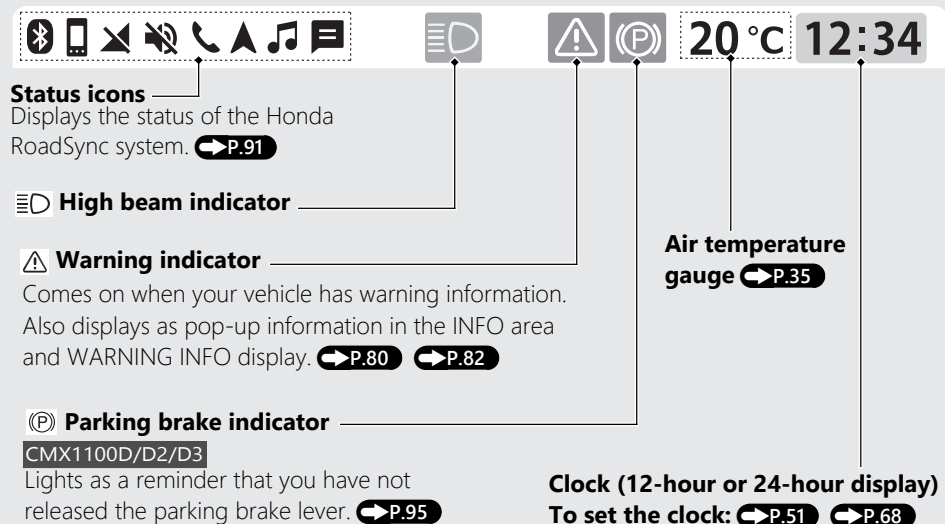 20 °C 12:34
Status icons
Displays the status of the Honda
RoadSync system. P.91
High beam indicator
Warning indicator
Comes on when your vehicle has warning information.
Also displays as pop-up information in the INFO area
and WARNING INFO display. P.80 P.82
Air temperature
gauge P.35
(P) Parking brake indicator
CMX1100D/D2/D3
Lights as a reminder that you have not
released the parking brake lever. P.95
Clock (12-hour or 24-hour display)
To set the clock: P.51 P.68